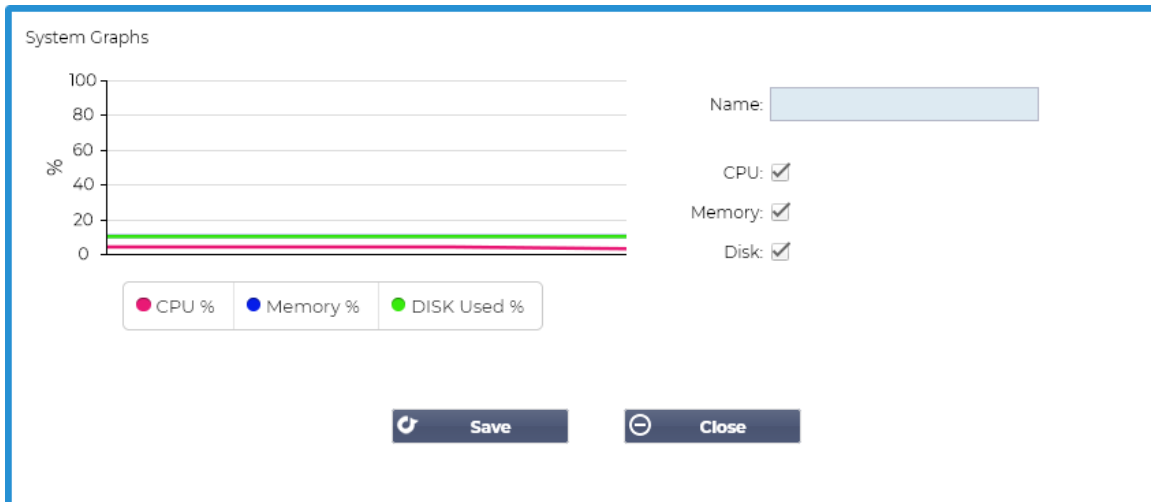 System Graphs
100
80
60
40
20
0
%
Name:
CPU:
Memory:
Disk:
CPU % Memory % DISK Used %
Save Close